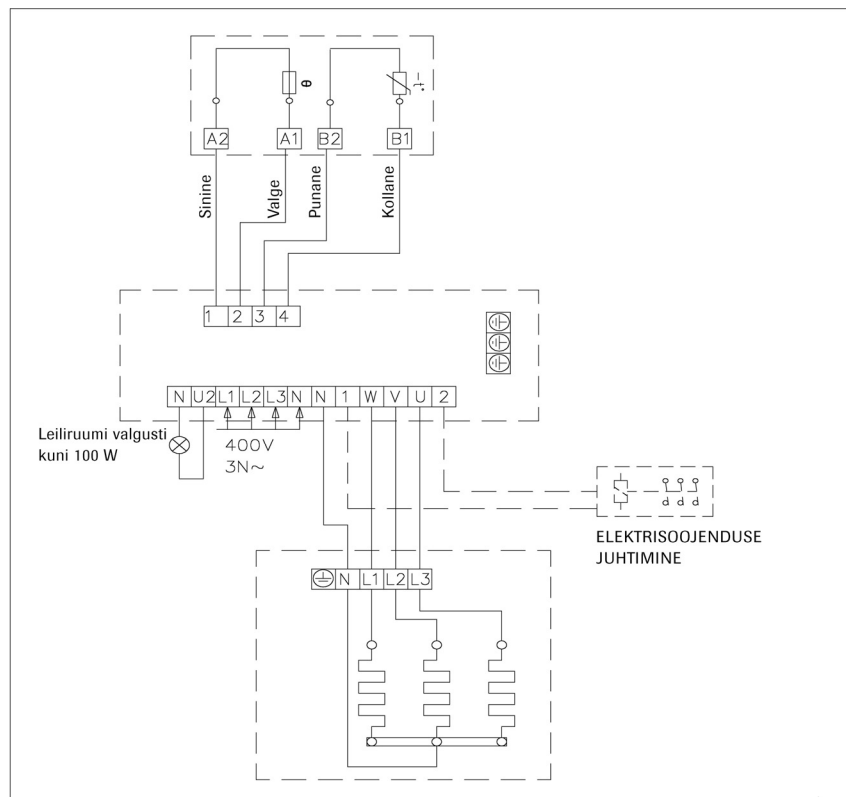 θ
-t°
A2 A1 B2 B1
Sinine
Valge
Punane
Kollane
1 2 3 4
N U2 L1 L2 L3 N N 1 W V U 2
Leiliruumi valgusti
kuni 100 W
400V
3N~
ELEKTRISOOJENDUSE
JUHTIMINE
N L1 L2 L3